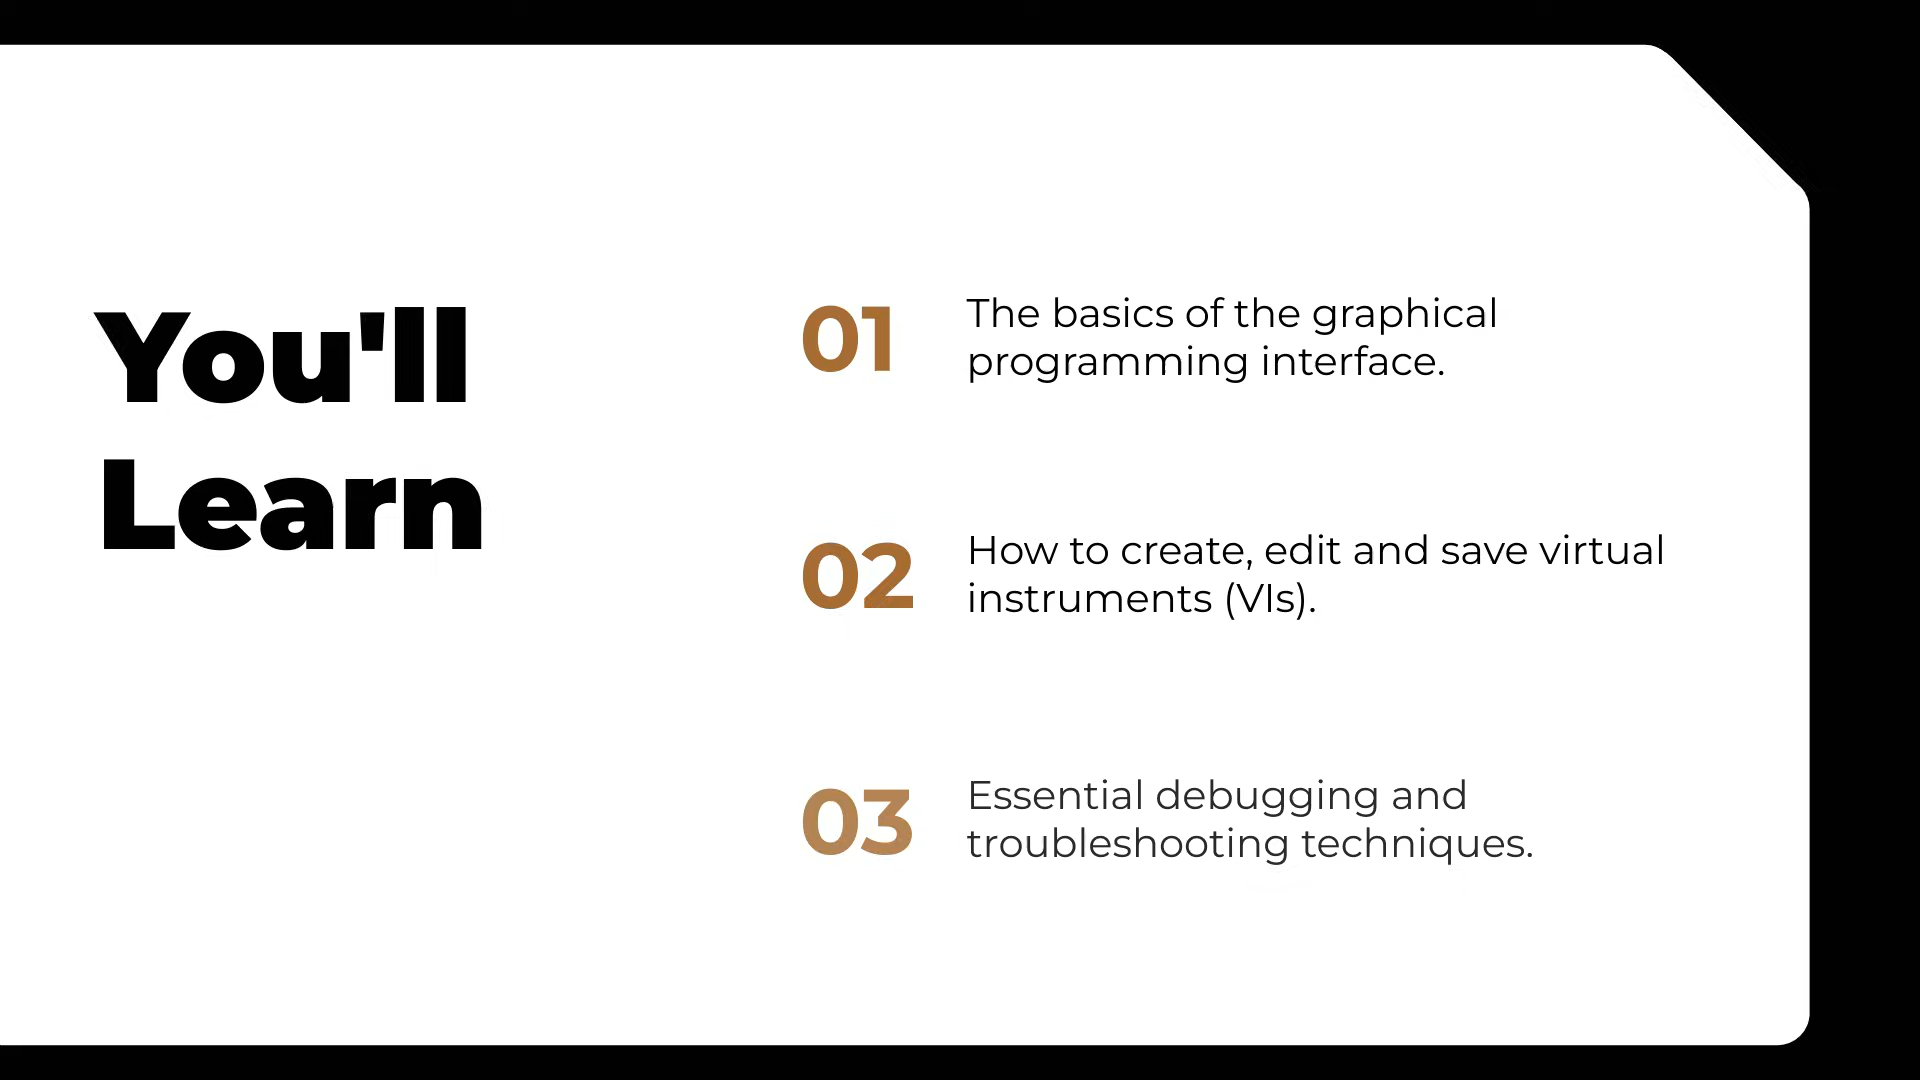 You'll
Learn
01
The basics of the graphical
programming interface.
02
How to create, edit and save virtual
instruments (VIs).
03
Essential debugging and
troubleshooting techniques.